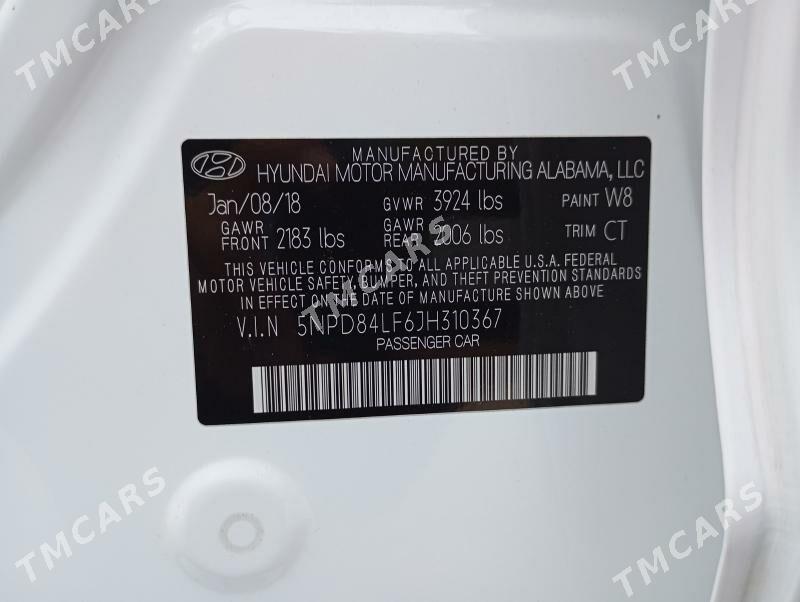 TMCARS
TMCARS
MANUFACTURED BY
HYUNDAI MOTOR MANUFACTURING ALABAMA, LLC
Jan/08/18 GVWR 3924 lbs PAINT W8
GAWR FRONT 2183 lbs GAWR REAR 2006 lbs TRIM CT
THIS VEHICLE CONFORMS TO ALL APPLICABLE U.S.A. FEDERAL
MOTOR VEHICLE SAFETY, BUMPER, AND THEFT PREVENTION STANDARDS
IN EFFECT ON THE DATE OF MANUFACTURE SHOWN ABOVE.
V.I.N 5NPD84LF6JH310367
PASSENGER CAR
TMCARS
TMCARS
TMCARS